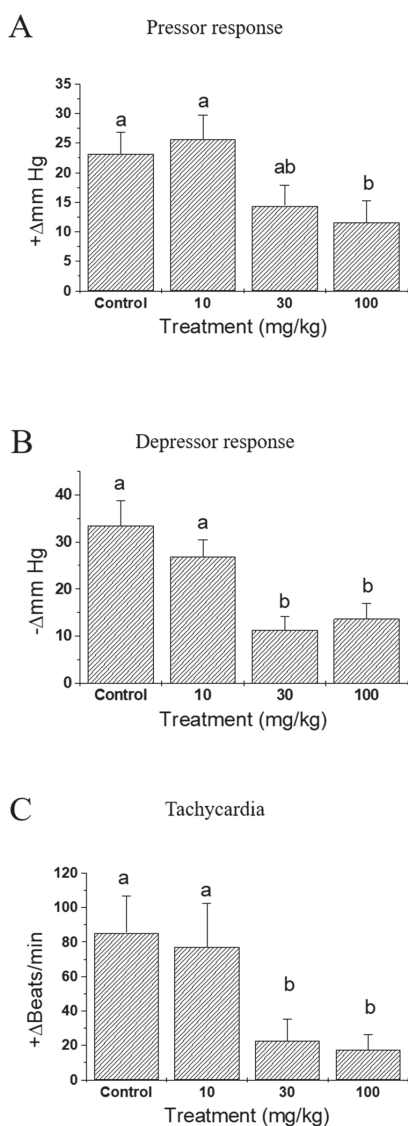 A
Pressor response
35
30
25
20
15
10
5
0
+Δmm Hg
a
a
ab
b
Control 10 30 100
Treatment (mg/kg)
B
Depressor response
40
30
20
10
0
-Δmm Hg
a
a
b
b
Control 10 30 100
Treatment (mg/kg)
C
Tachycardia
120
100
80
60
40
20
0
+ΔBeats/min
a
a
b
b
Control 10 30 100
Treatment (mg/kg)